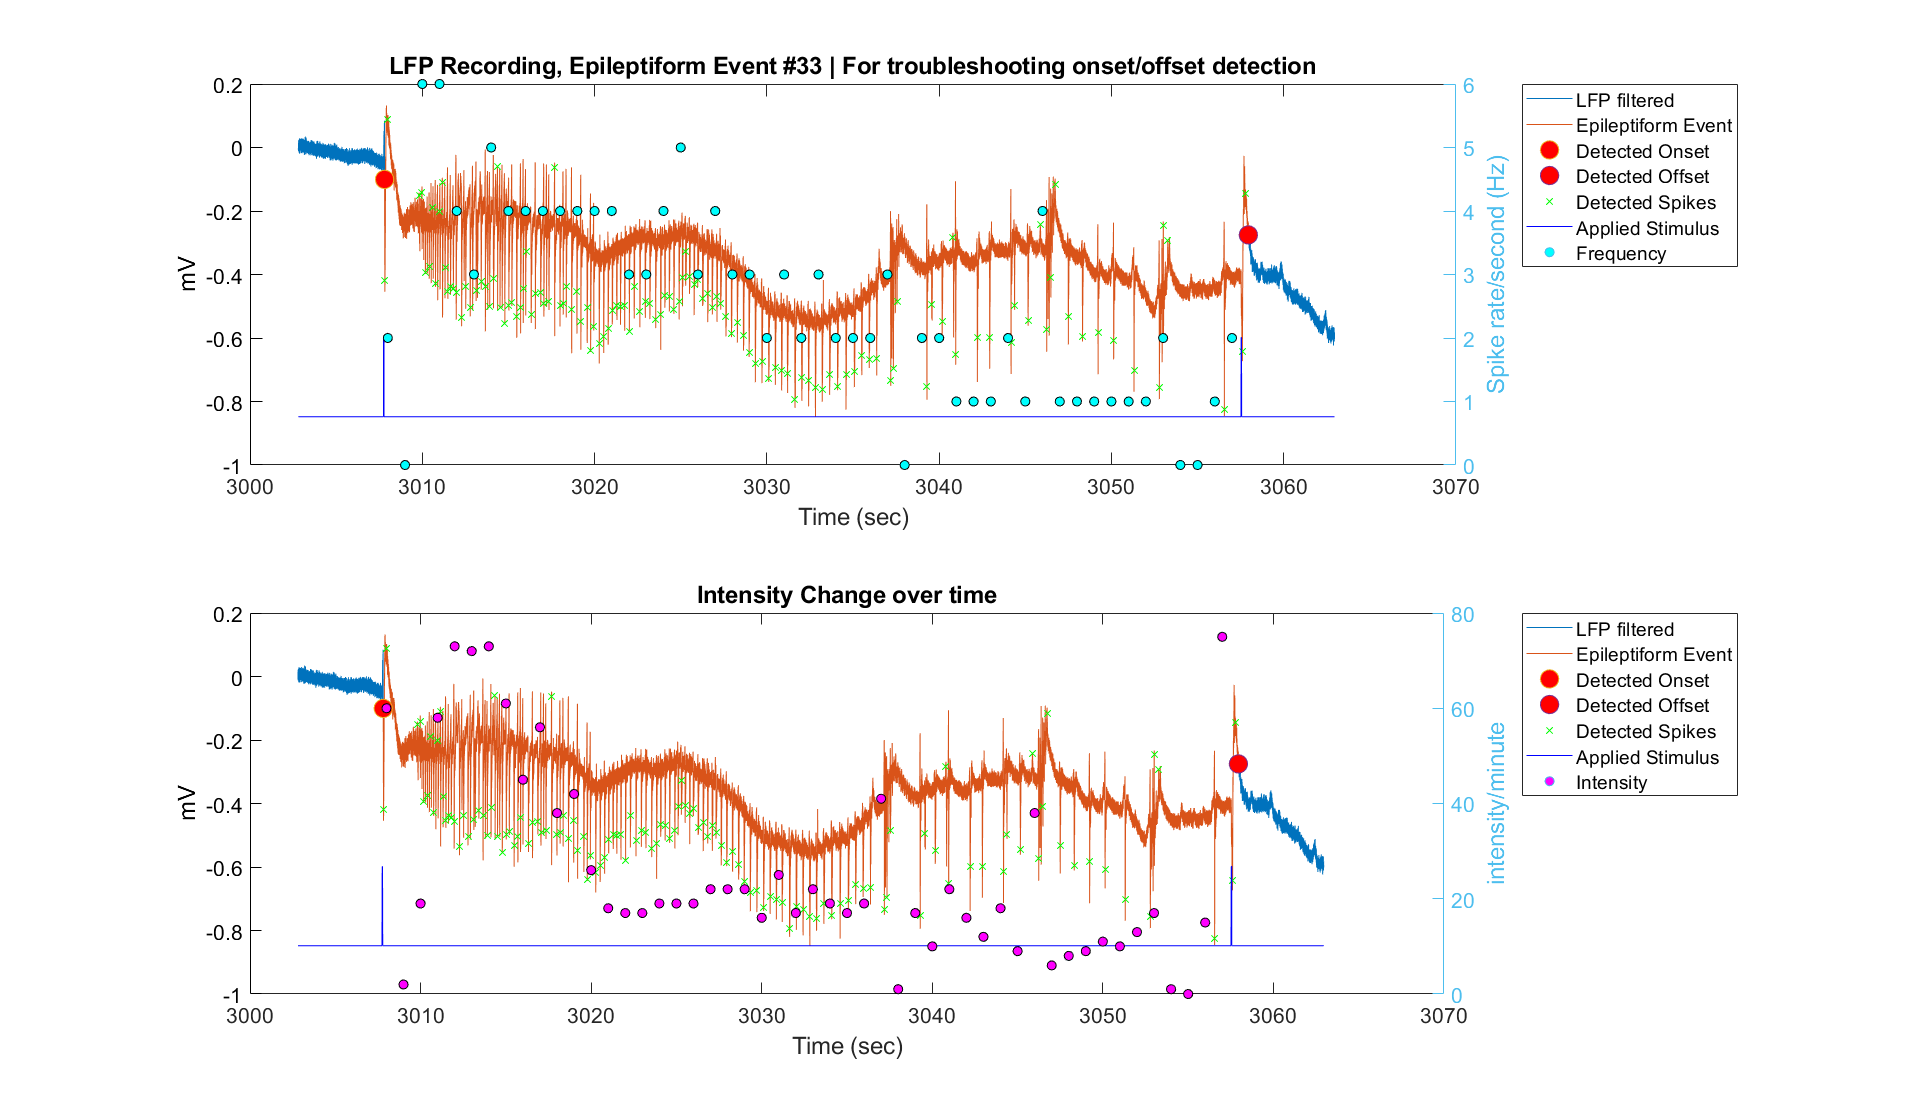 LFP Recording, Epileptiform Event #33 | For troubleshooting onset/offset detection
0.2
0
-0.2
-0.4
-0.6
-0.8
-1
mV
6
5
4
3
2
1
0
Spike rate/second (Hz)
3000 3010 3020 3030 3040 3050 3060 3070
Time (sec)
LFP filtered
Epileptiform Event
Detected Onset
Detected Offset
Detected Spikes
Applied Stimulus
Frequency
Intensity Change over time
0.2
0
-0.2
-0.4
-0.6
-0.8
-1
mV
80
60
40
20
0
intensity/minute
3000 3010 3020 3030 3040 3050 3060 3070
Time (sec)
LFP filtered
Epileptiform Event
Detected Onset
Detected Offset
Detected Spikes
Applied Stimulus
Intensity